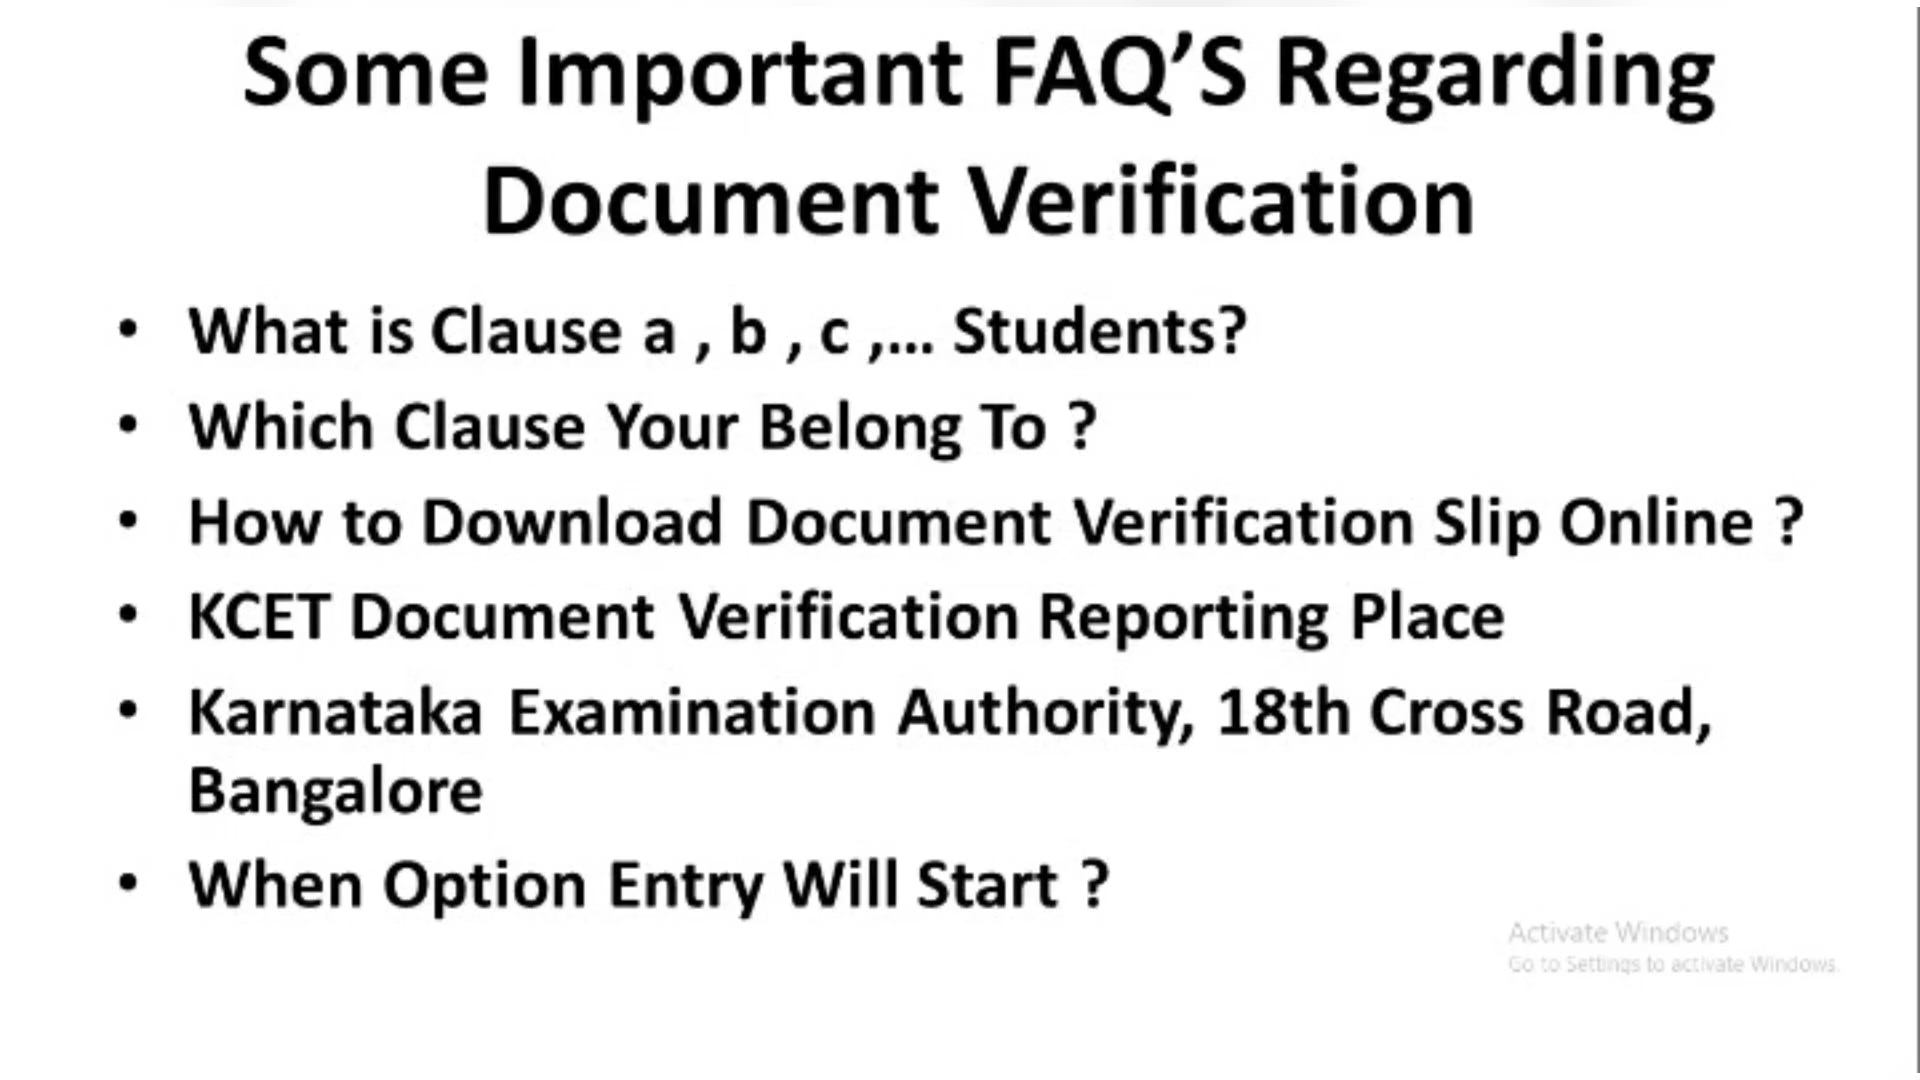 Some Important FAQ’S Regarding
Document Verification
• What is Clause a , b , c ,... Students?
• Which Clause Your Belong To ?
• How to Download Document Verification Slip Online ?
• KCET Document Verification Reporting Place
• Karnataka Examination Authority, 18th Cross Road,
Bangalore
• When Option Entry Will Start ?
Activate Windows
Go to Settings to activate Windows.